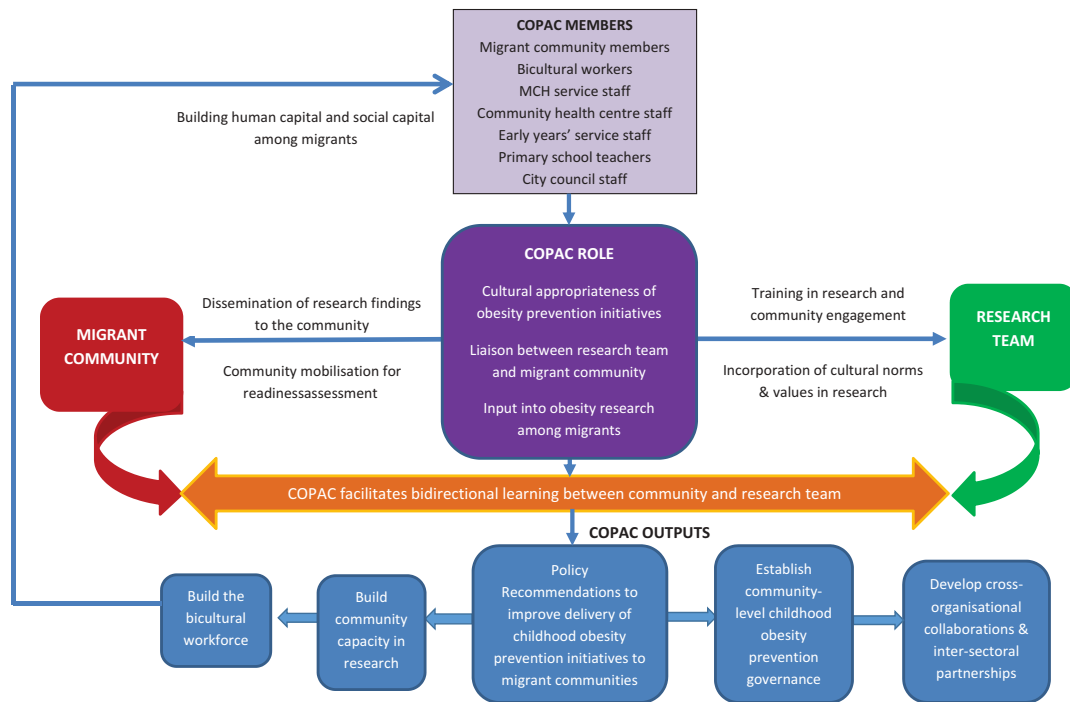 COPAC MEMBERS
Migrant community members
Bicultural workers
MCH service staff
Community health centre staff
Early years' service staff
Primary school teachers
City council staff
Building human capital and social capital
among migrants
COPAC ROLE
Cultural appropriateness of
obesity prevention initiatives
Liaison between research team
and migrant community
Input into obesity research
among migrants
MIGRANT
COMMUNITY
Dissemination of research findings
to the community
Community mobilisation for
readinessassessment
Training in research and
community engagement
Incorporation of cultural norms
& values in research
RESEARCH
TEAM
COPAC facilitates bidirectional learning between community and research team
COPAC OUTPUTS
Build the
bicultural
workforce
Build
community
capacity in
research
Policy
Recommendations to
improve delivery of
childhood obesity
prevention initiatives to
migrant communities
Establish
community-
level childhood
obesity
prevention
governance
Develop cross-
organisational
collaborations &
inter-sectoral
partnerships